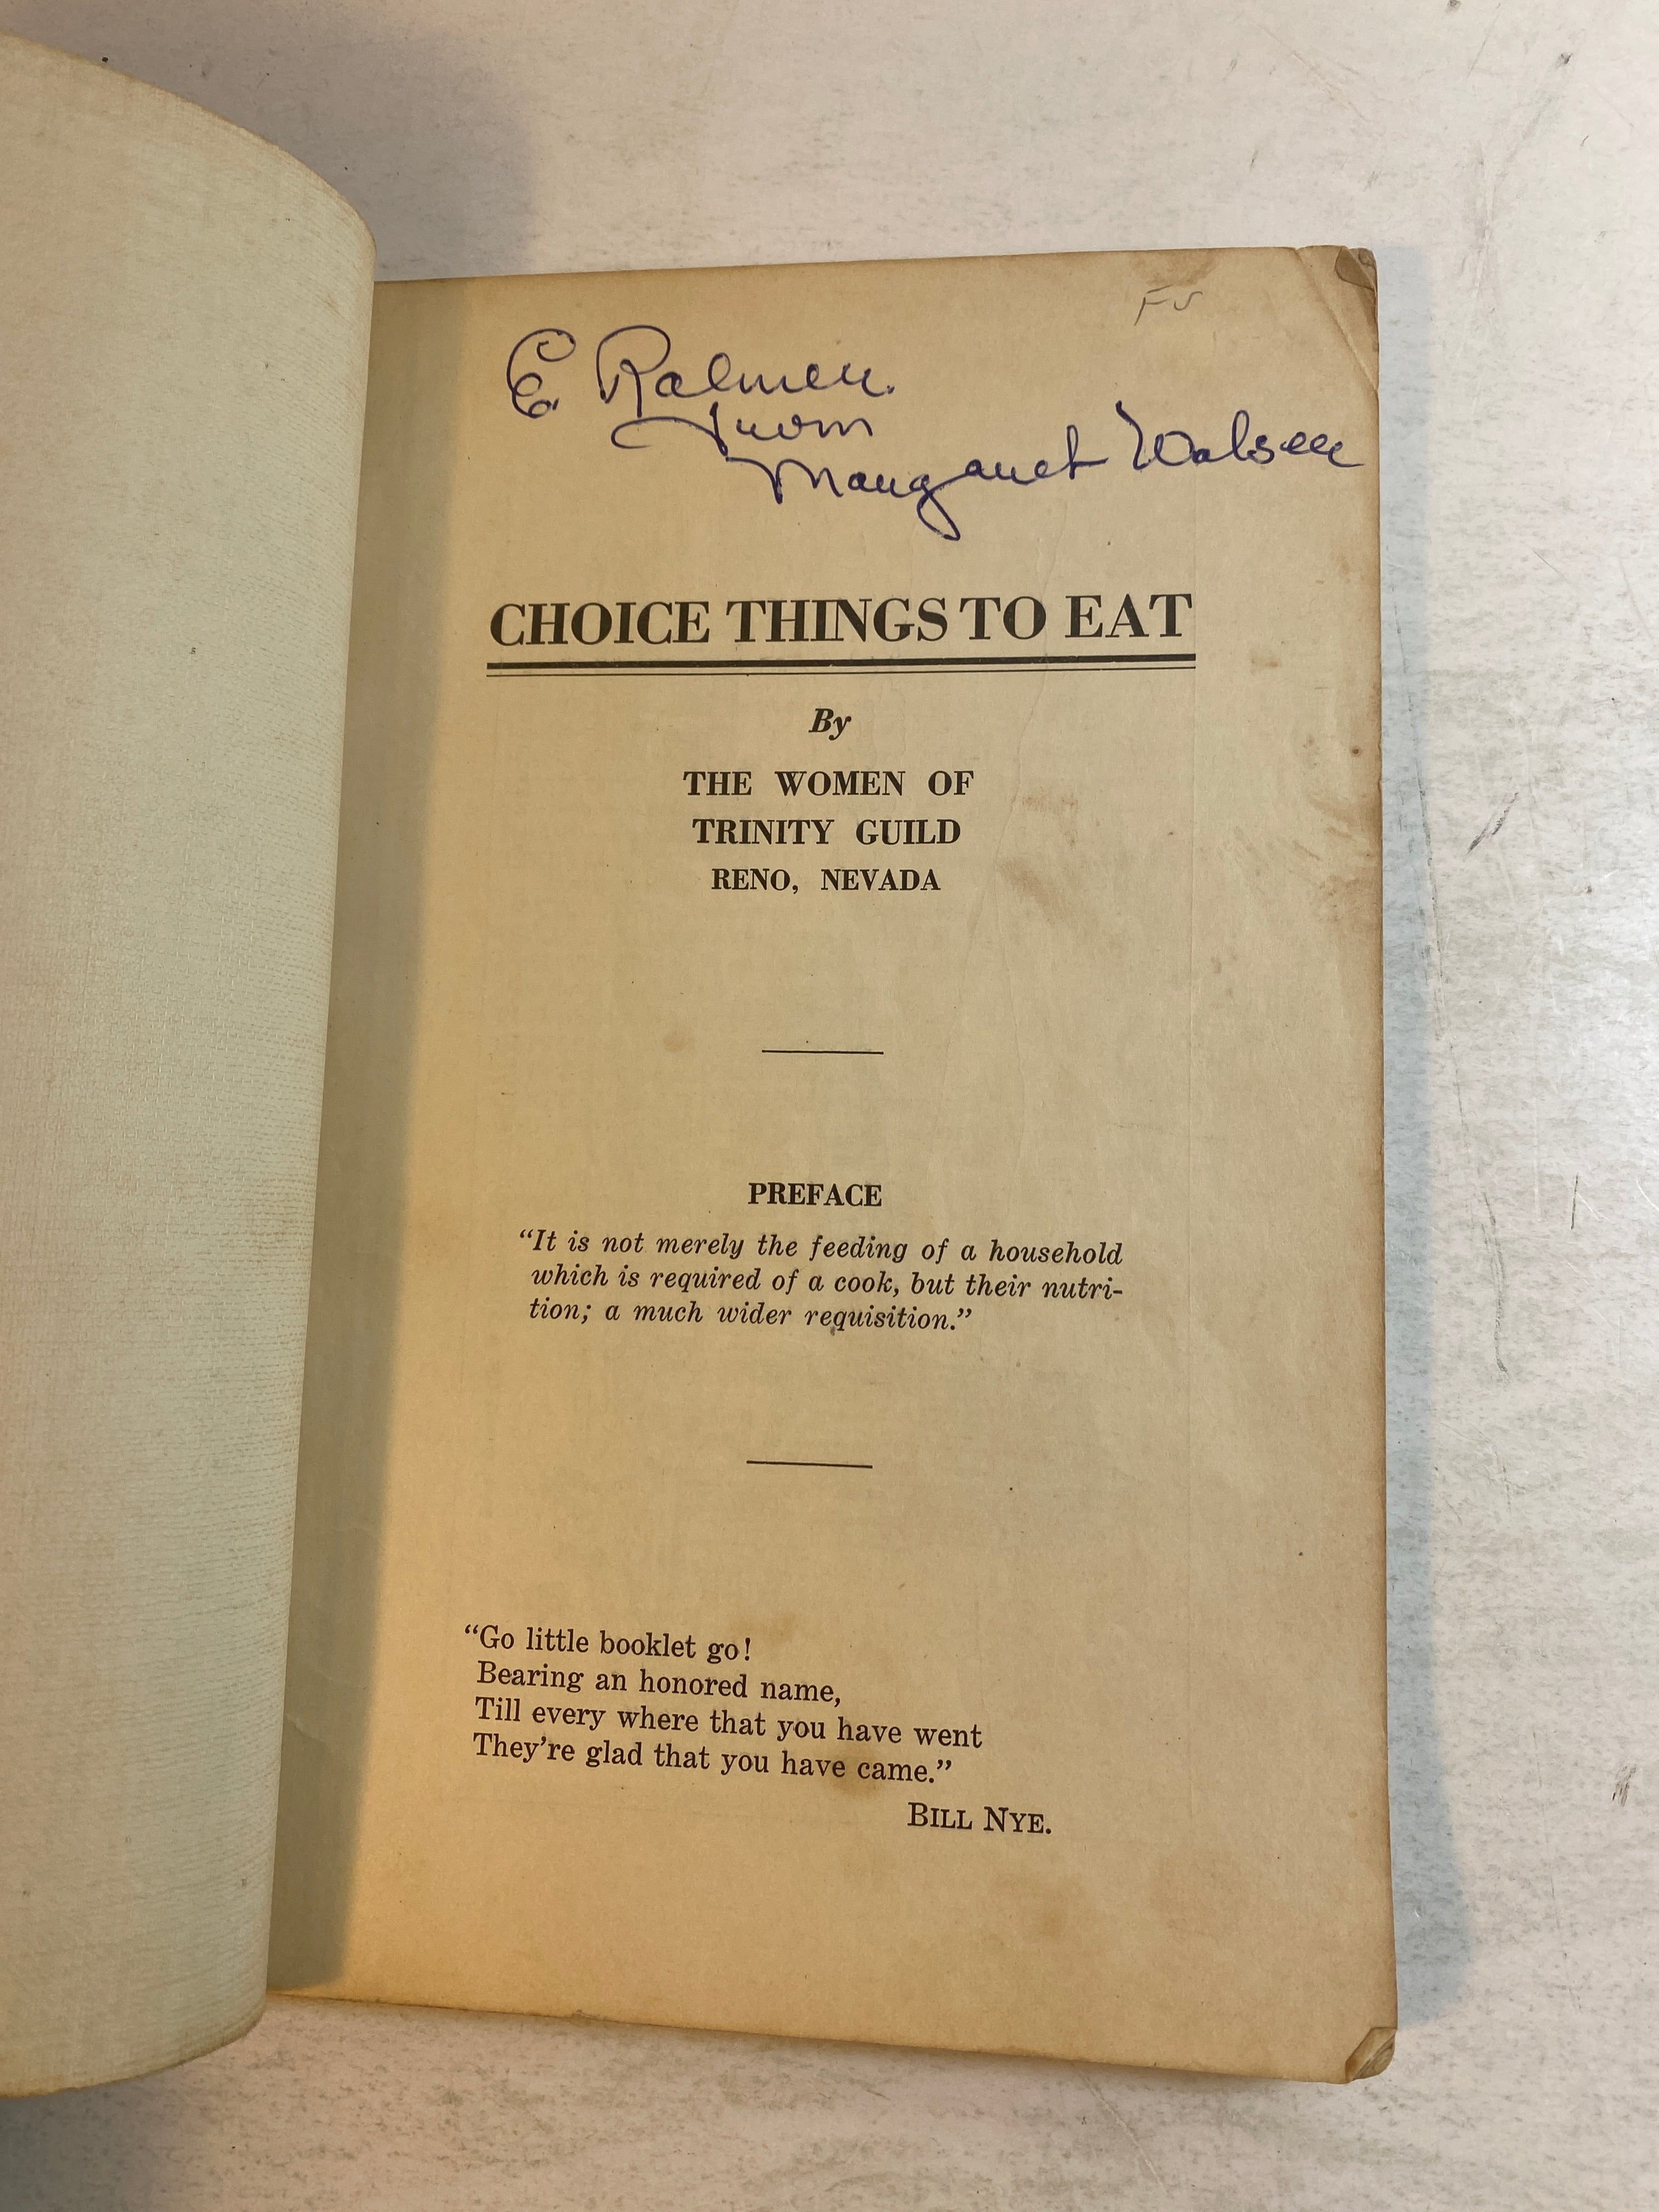 E. Ralmer.
from
Margaret
CHOICE THINGS TO EAT
By
THE WOMEN OF
TRINITY GUILD
RENO, NEVADA
PREFACE
“It is not merely the feeding of a household
which is required of a cook, but their nutri-
tion; a much wider requisition.”
“Go little booklet go!
Bearing an honored name,
Till every where that you have went
They’re glad that you have came.”
BILL NYE.